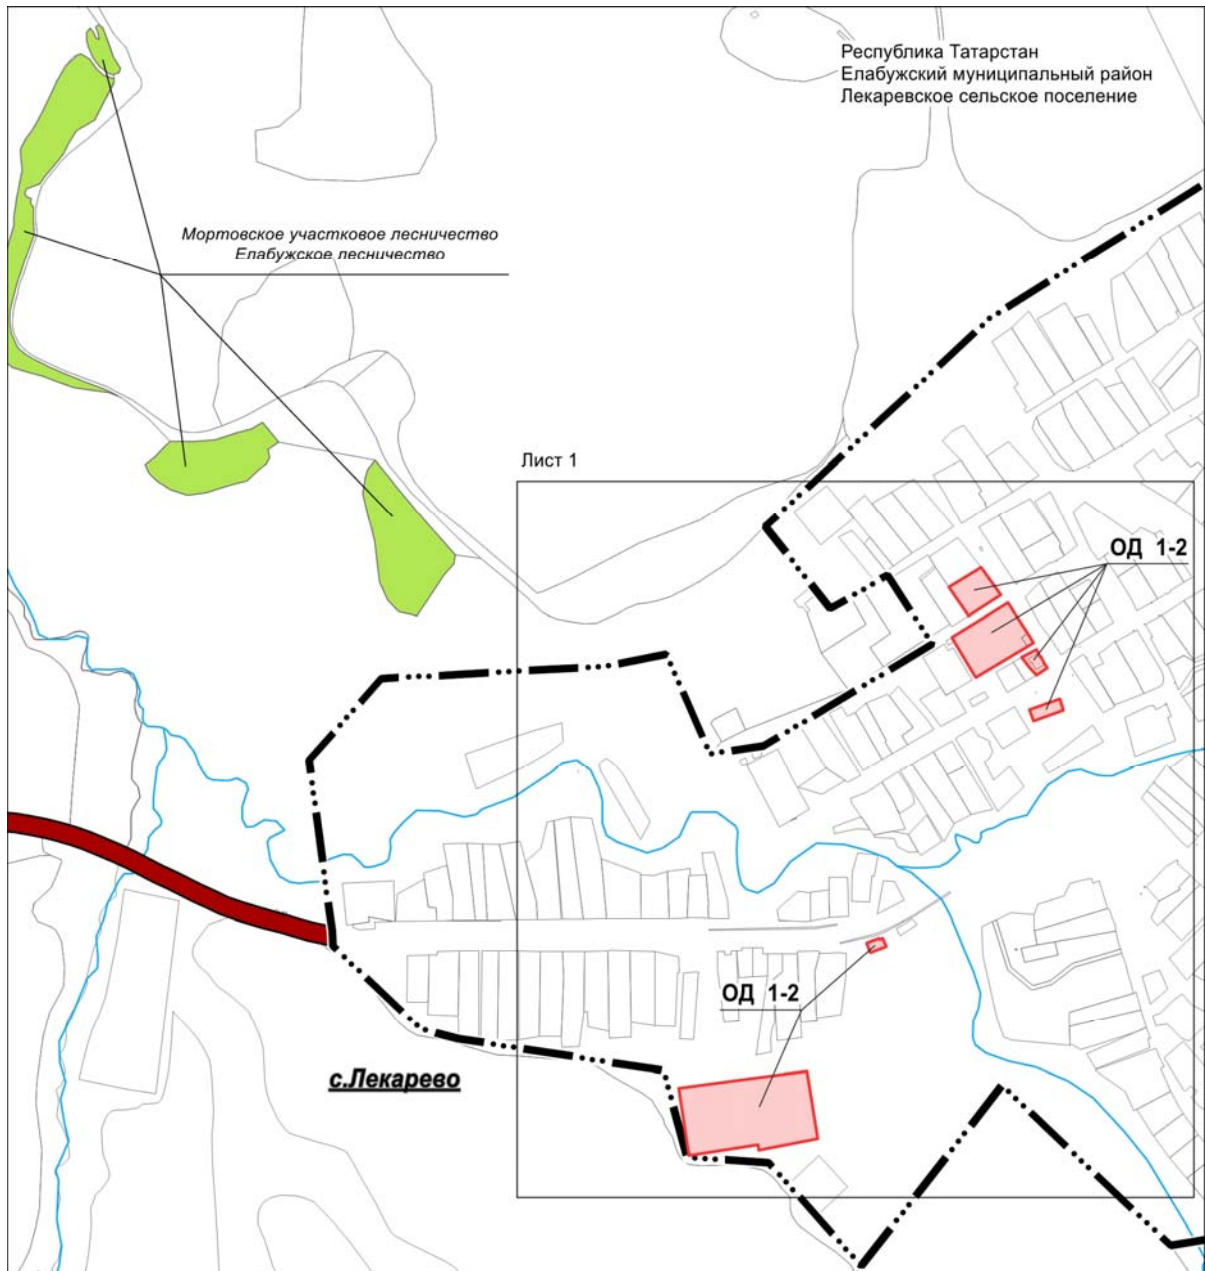 Республика Татарстан
Елабужский муниципальный район
Лекаревское сельское поселение
Мортовское участковое лесничество
Елабужское лесничество
Лист 1
ОД 1-2
ОД 1-2
с.Лекарево